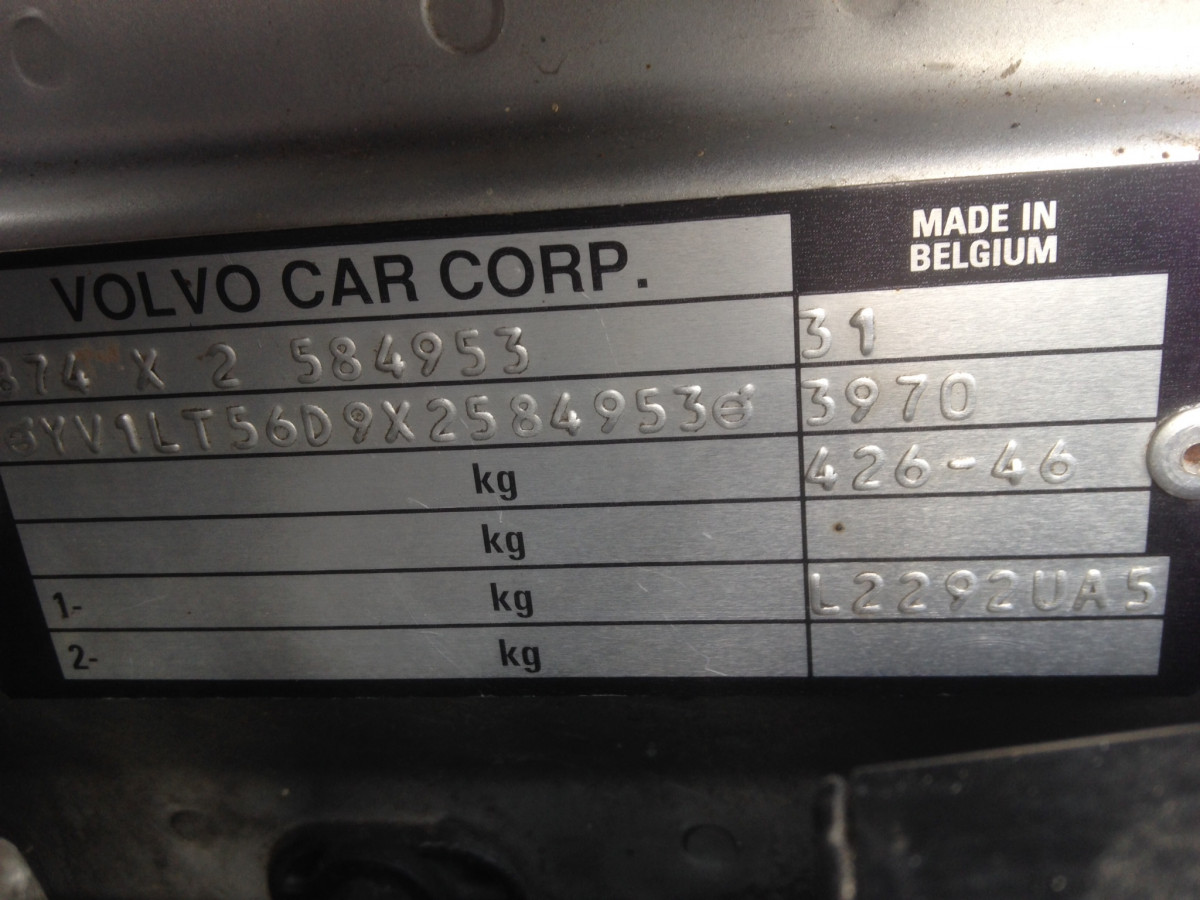 MADE IN
BELGIUM
VOLVO CAR CORP.
874 X 2 584953 31
YV1LT56D9X2584953 3970
kg 426-46
kg
1.- kg L2292UA5
2- kg